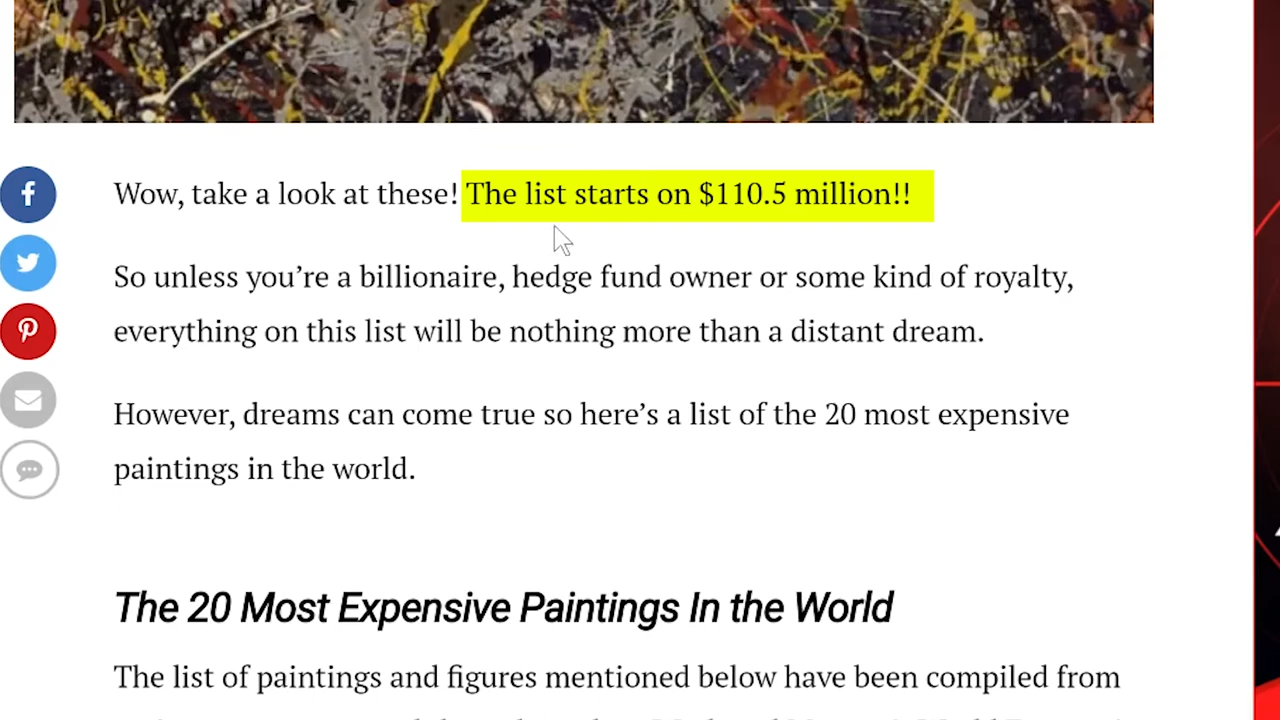 Wow, take a look at these! The list starts on $110.5 million!!
So unless you’re a billionaire, hedge fund owner or some kind of royalty,
everything on this list will be nothing more than a distant dream.
However, dreams can come true so here’s a list of the 20 most expensive
paintings in the world.
The 20 Most Expensive Paintings In the World
The list of paintings and figures mentioned below have been compiled from